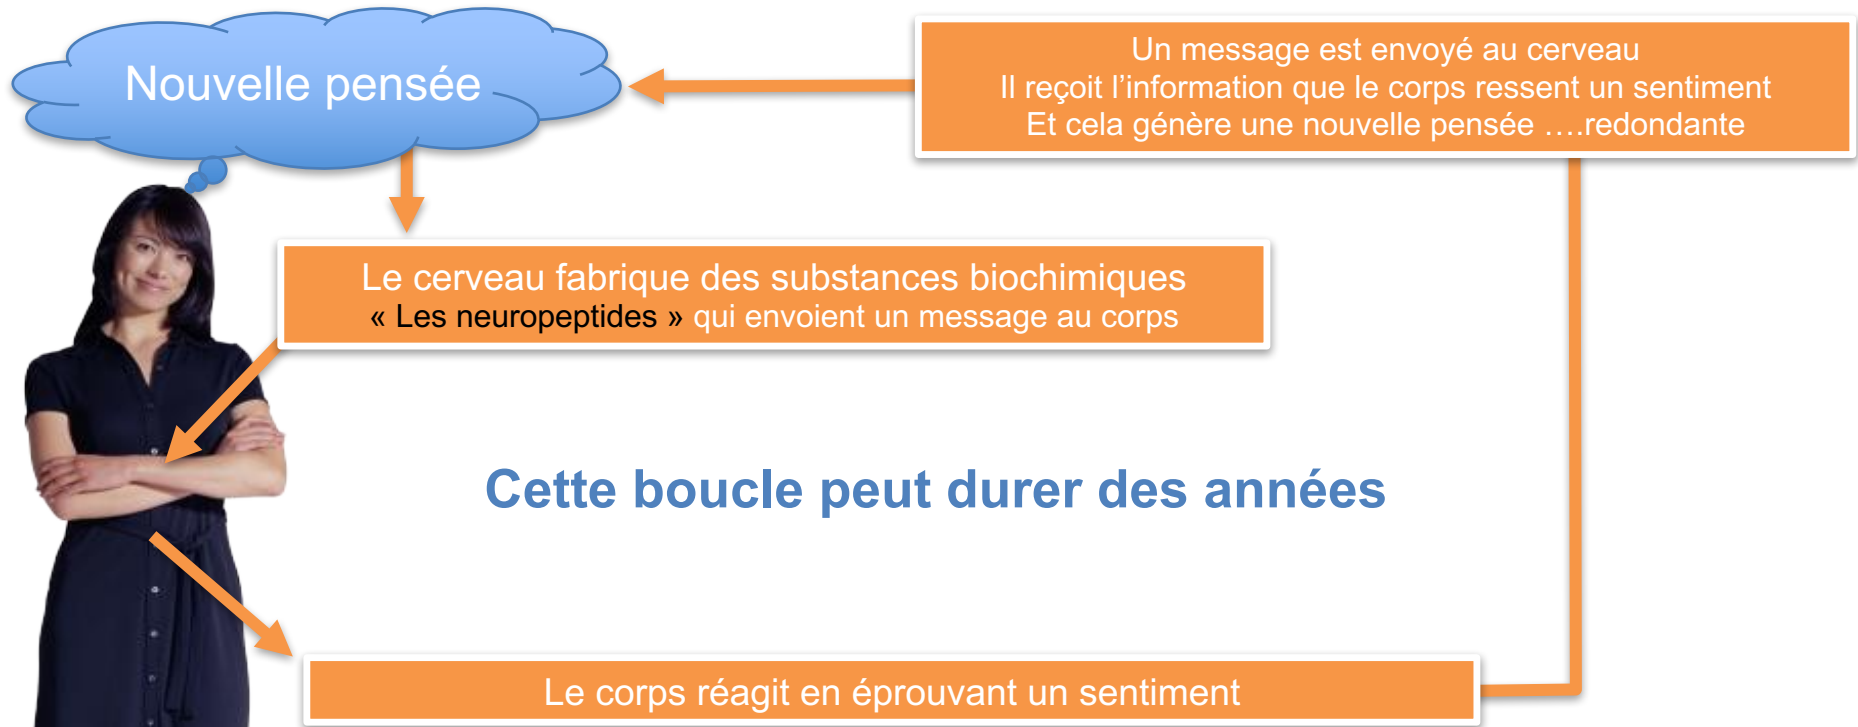 Nouvelle pensée
Un message est envoyé au cerveau
Il reçoit l’information que le corps ressent un sentiment
Et cela génère une nouvelle pensée ….redondante
Le cerveau fabrique des substances biochimiques
« Les neuropeptides » qui envoient un message au corps
Cette boucle peut durer des années
Le corps réagit en éprouvant un sentiment